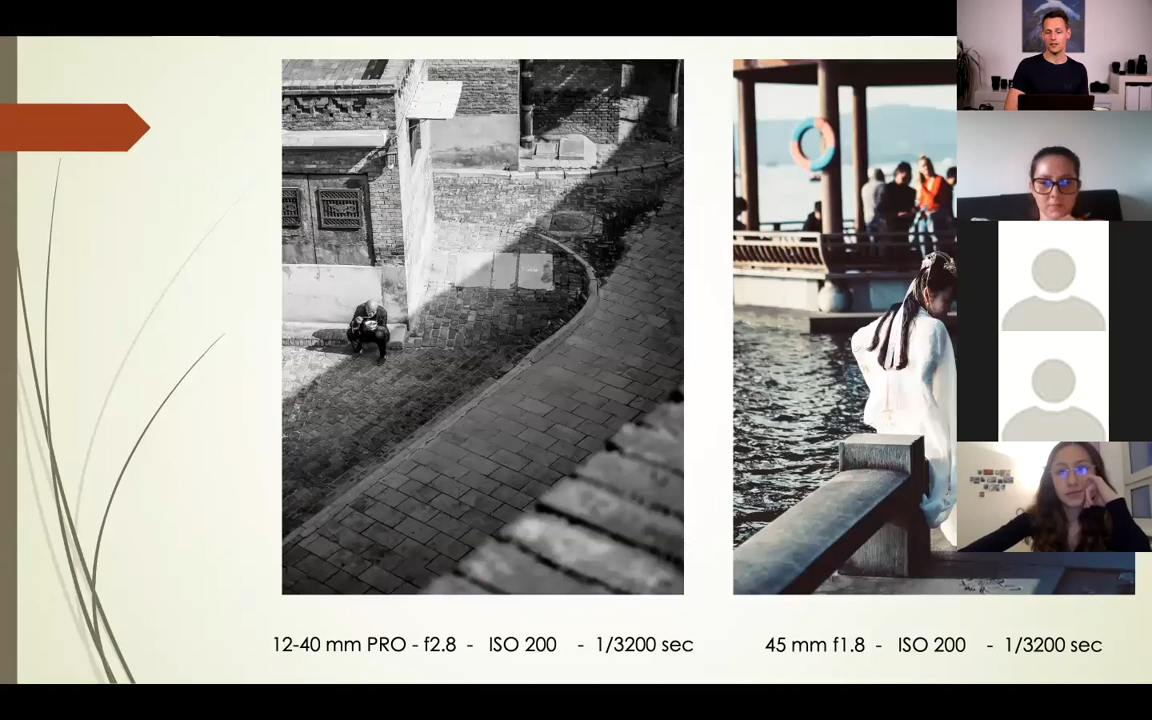 12-40 mm PRO - f2.8 - ISO 200 - 1/3200 sec
45 mm f1.8 - ISO 200 - 1/3200 sec